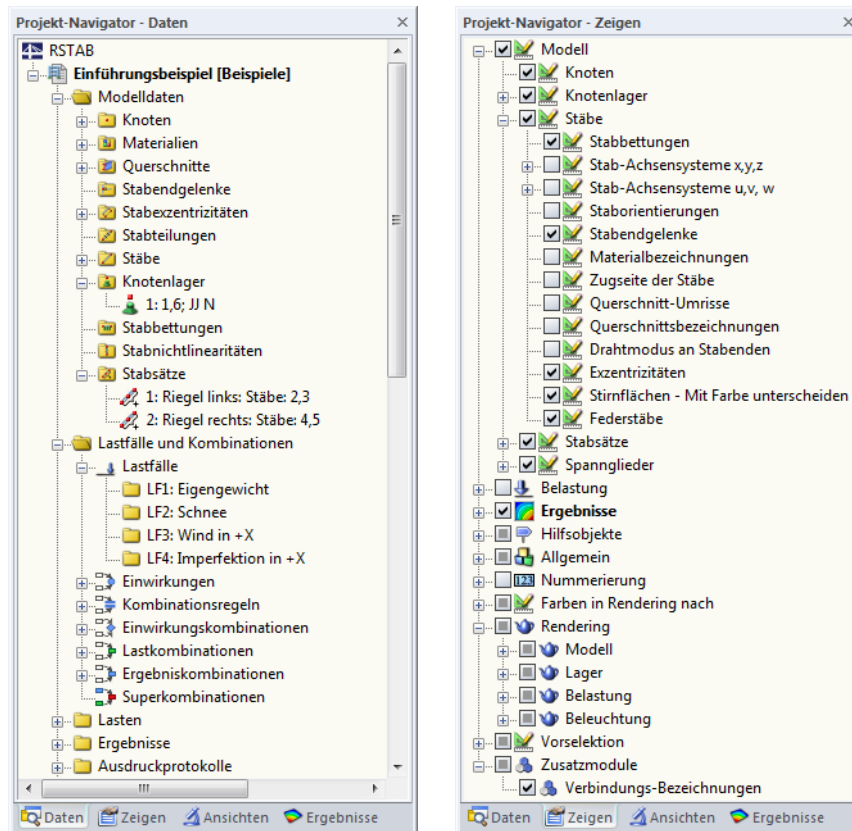 Projekt-Navigator - Daten
RSTAB
Einführungsbeispiel [Beispiele]
Modelldaten
Knoten
Materialien
Querschnitte
Stabendgelenke
Stabexzentrizitäten
Stabteilungen
Stäbe
Knotenlager
1: 1,6; JJ N
Stabbettungen
Stabnichtlinearitäten
Stabsätze
1: Riegel links: Stäbe: 2,3
2: Riegel rechts: Stäbe: 4,5
Lastfälle und Kombinationen
Lastfälle
LF1: Eigengewicht
LF2: Schnee
LF3: Wind in +X
LF4: Imperfektion in +X
Einwirkungen
Kombinationsregeln
Einwirkungskombinationen
Lastkombinationen
Ergebniskombinationen
Superkombinationen
Lasten
Ergebnisse
Ausdruckprotokolle
Daten Zeigen Ansichten Ergebnisse
Projekt-Navigator - Zeigen
Modell
Knoten
Knotenlager
Stäbe
Stabbettungen
Stab-Achsensysteme x,y,z
Stab-Achsensysteme u,v, w
Staborientierungen
Stabendgelenke
Materialbezeichnungen
Zugseite der Stäbe
Querschnitt-Umrisse
Querschnittsbezeichnungen
Drahtmodus an Stabenden
Exzentrizitäten
Stirnflächen - Mit Farbe unterscheiden
Federstäbe
Stabsätze
Spannglieder
Belastung
Ergebnisse
Hilfsobjekte
Allgemein
123 Nummerierung
Farben in Rendering nach
Rendering
Modell
Lager
Belastung
Beleuchtung
Vorselektion
Zusatzmodule
Verbindungs-Bezeichnungen
Daten Zeigen Ansichten Ergebnisse